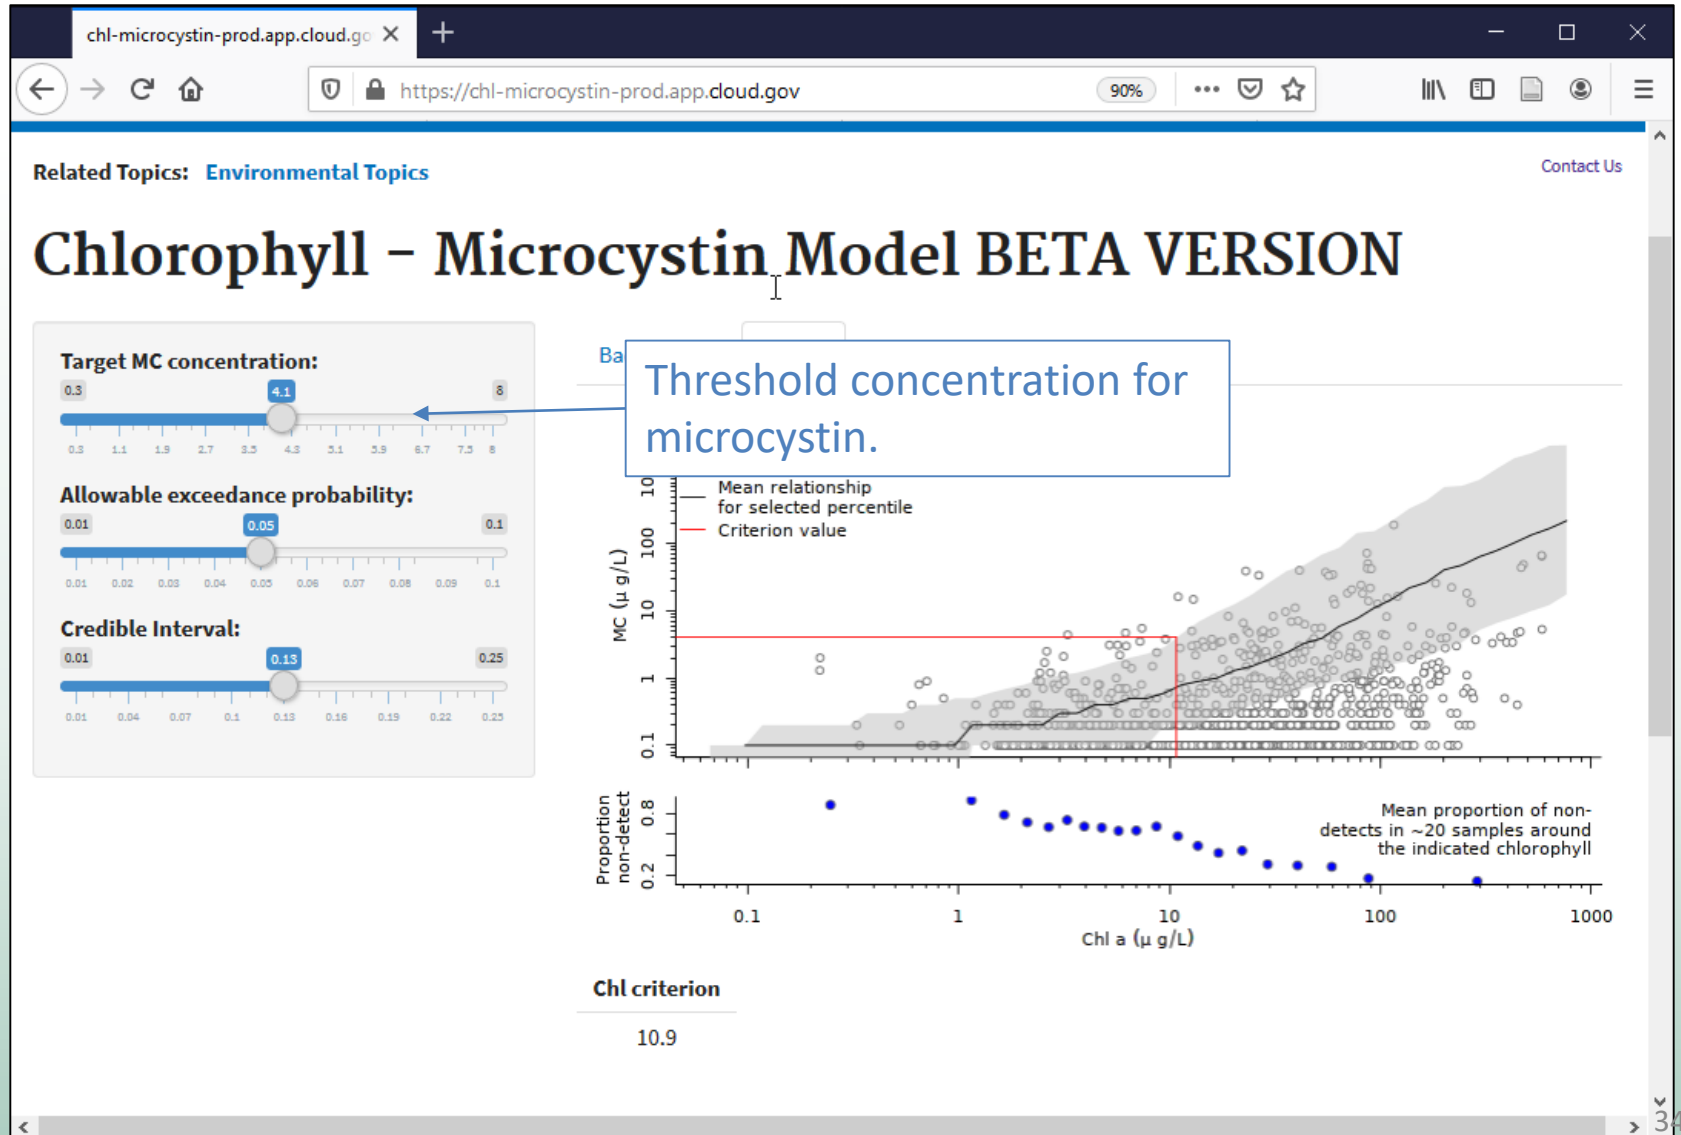 chl-microcystin-prod.app.cloud.go
https://chl-microcystin-prod.app.cloud.gov
90%
Related Topics: Environmental Topics
Contact Us
Chlorophyll - Microcystin Model BETA VERSION
Target MC concentration:
0.3 4.1 8
0.3 1.1 1.9 2.7 3.5 4.3 5.1 5.9 6.7 7.5 8
Allowable exceedance probability:
0.01 0.05 0.1
0.01 0.02 0.03 0.04 0.05 0.06 0.07 0.08 0.09 0.1
Credible Interval:
0.01 0.13 0.25
0.01 0.04 0.07 0.1 0.13 0.16 0.19 0.22 0.25
Ba
Threshold concentration for
microcystin.
Mean relationship
for selected percentile
Criterion value
MC (μ g/L)
0.1 1 10 100 10
Proportion
non-detect
0.2 0.8
Mean proportion of non-
detects in ~20 samples around
the indicated chlorophyll
0.1 1 10 100 1000
Chl a (μ g/L)
Chl criterion
10.9
34